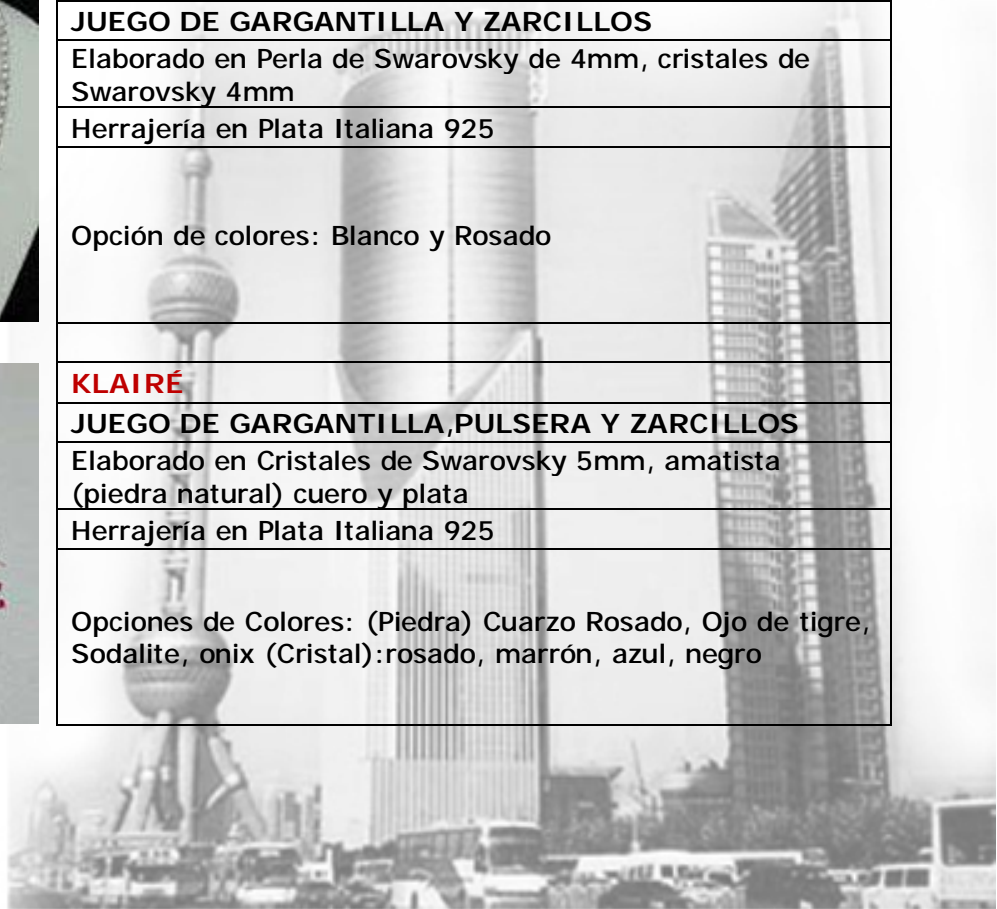 JUEGO DE GARGANTILLA Y ZARCILLOS
Elaborado en Perla de Swarovsky de 4mm, cristales de
Swarovsky 4mm
Herrajería en Plata Italiana 925
Opción de colores: Blanco y Rosado
KLAIRÉ
JUEGO DE GARGANTILLA,PULSERA Y ZARCILLOS
Elaborado en Cristales de Swarovsky 5mm, amatista
(piedra natural) cuero y plata
Herrajería en Plata Italiana 925
Opciones de Colores: (Piedra) Cuarzo Rosado, Ojo de tigre,
Sodalite, onix (Cristal):rosado, marrón, azul, negro